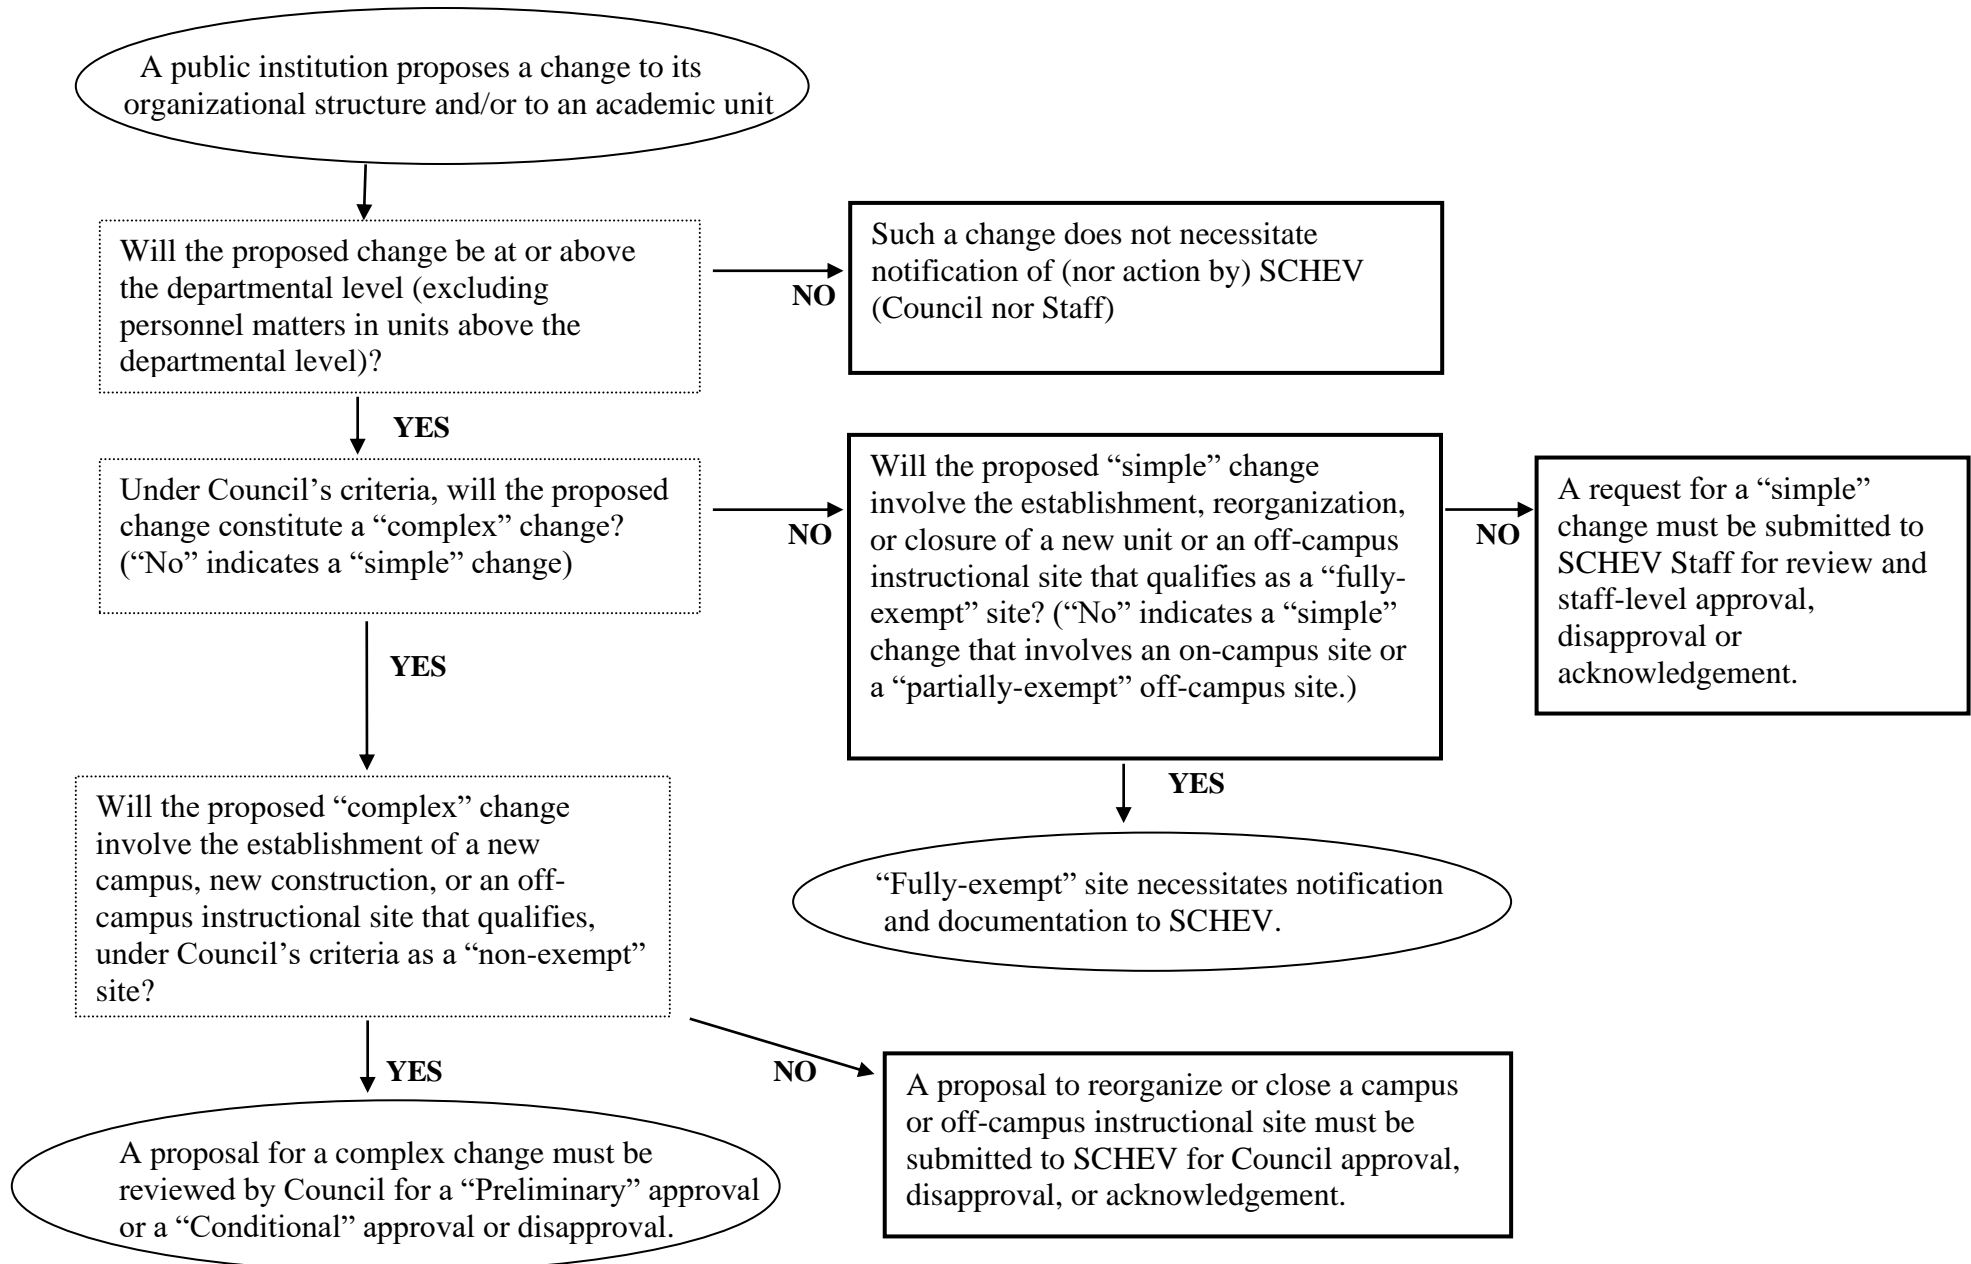 A public institution proposes a change to its
organizational structure and/or to an academic unit
Will the proposed change be at or above
the departmental level (excluding
personnel matters in units above the
departmental level)?
NO
Such a change does not necessitate
notification of (nor action by) SCHEV
(Council nor Staff)
YES
Under Council’s criteria, will the proposed
change constitute a “complex” change?
(“No” indicates a “simple” change)
NO
Will the proposed “simple” change
involve the establishment, reorganization,
or closure of a new unit or an off-campus
instructional site that qualifies as a “fully-
exempt” site? (“No” indicates a “simple”
change that involves an on-campus site or
a “partially-exempt” off-campus site.)
NO
A request for a “simple”
change must be submitted to
SCHEV Staff for review and
staff-level approval,
disapproval or
acknowledgement.
YES
YES
Will the proposed “complex” change
involve the establishment of a new
campus, new construction, or an off-
campus instructional site that qualifies,
under Council’s criteria as a “non-exempt”
site?
“Fully-exempt” site necessitates notification
and documentation to SCHEV.
YES
NO
A proposal to reorganize or close a campus
or off-campus instructional site must be
submitted to SCHEV for Council approval,
disapproval, or acknowledgement.
A proposal for a complex change must be
reviewed by Council for a “Preliminary” approval
or a “Conditional” approval or disapproval.